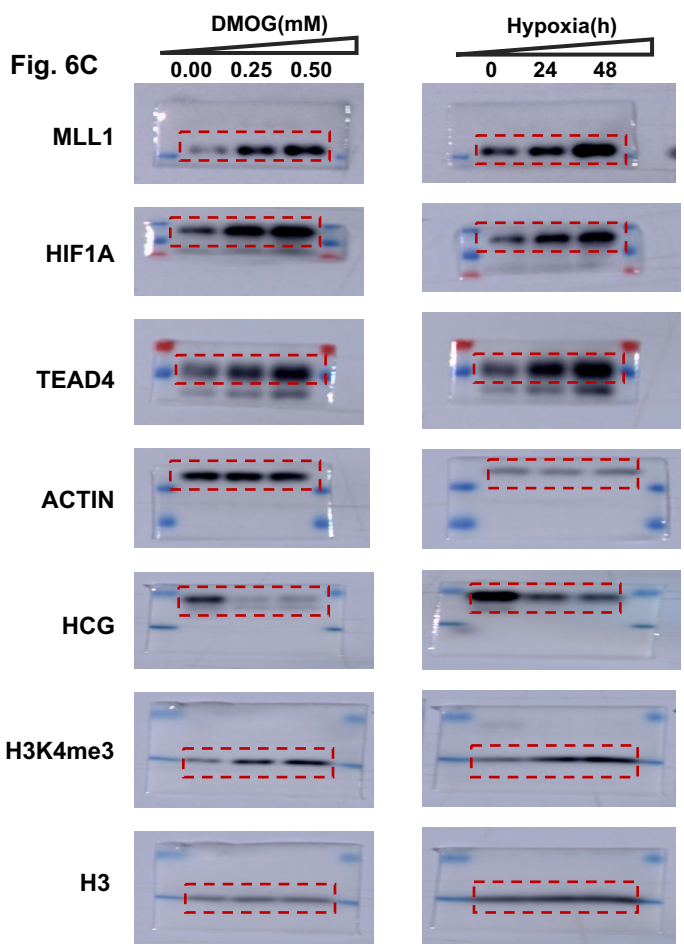 DMOG(mM)
Hypoxia(h)
Fig. 6C
0.00 0.25 0.50
0 24 48
MLL1
HIF1A
TEAD4
ACTIN
HCG
H3K4me3
H3